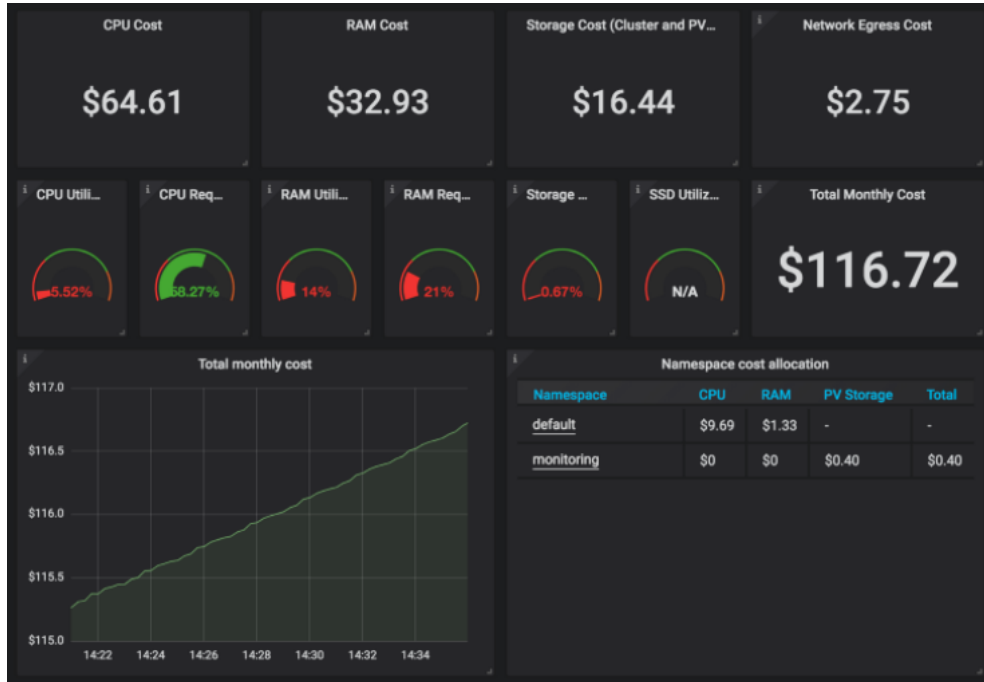 CPU Cost
RAM Cost
Storage Cost (Cluster and PV...
Network Egress Cost
$64.61
$32.93
$16.44
$2.75
CPU Utili...
CPU Req...
RAM Utili...
RAM Req...
Storage ...
SSD Utiliz...
Total Monthly Cost
5.52%
68.27%
14%
21%
0.67%
N/A
$116.72
Total monthly cost
$117.0
$116.5
$116.0
$115.5
$115.0
14:22 14:24 14:26 14:28 14:30 14:32 14:34
Namespace cost allocation
Namespace CPU RAM PV Storage Total
default $9.69 $1.33 - -
monitoring $0 $0 $0.40 $0.40